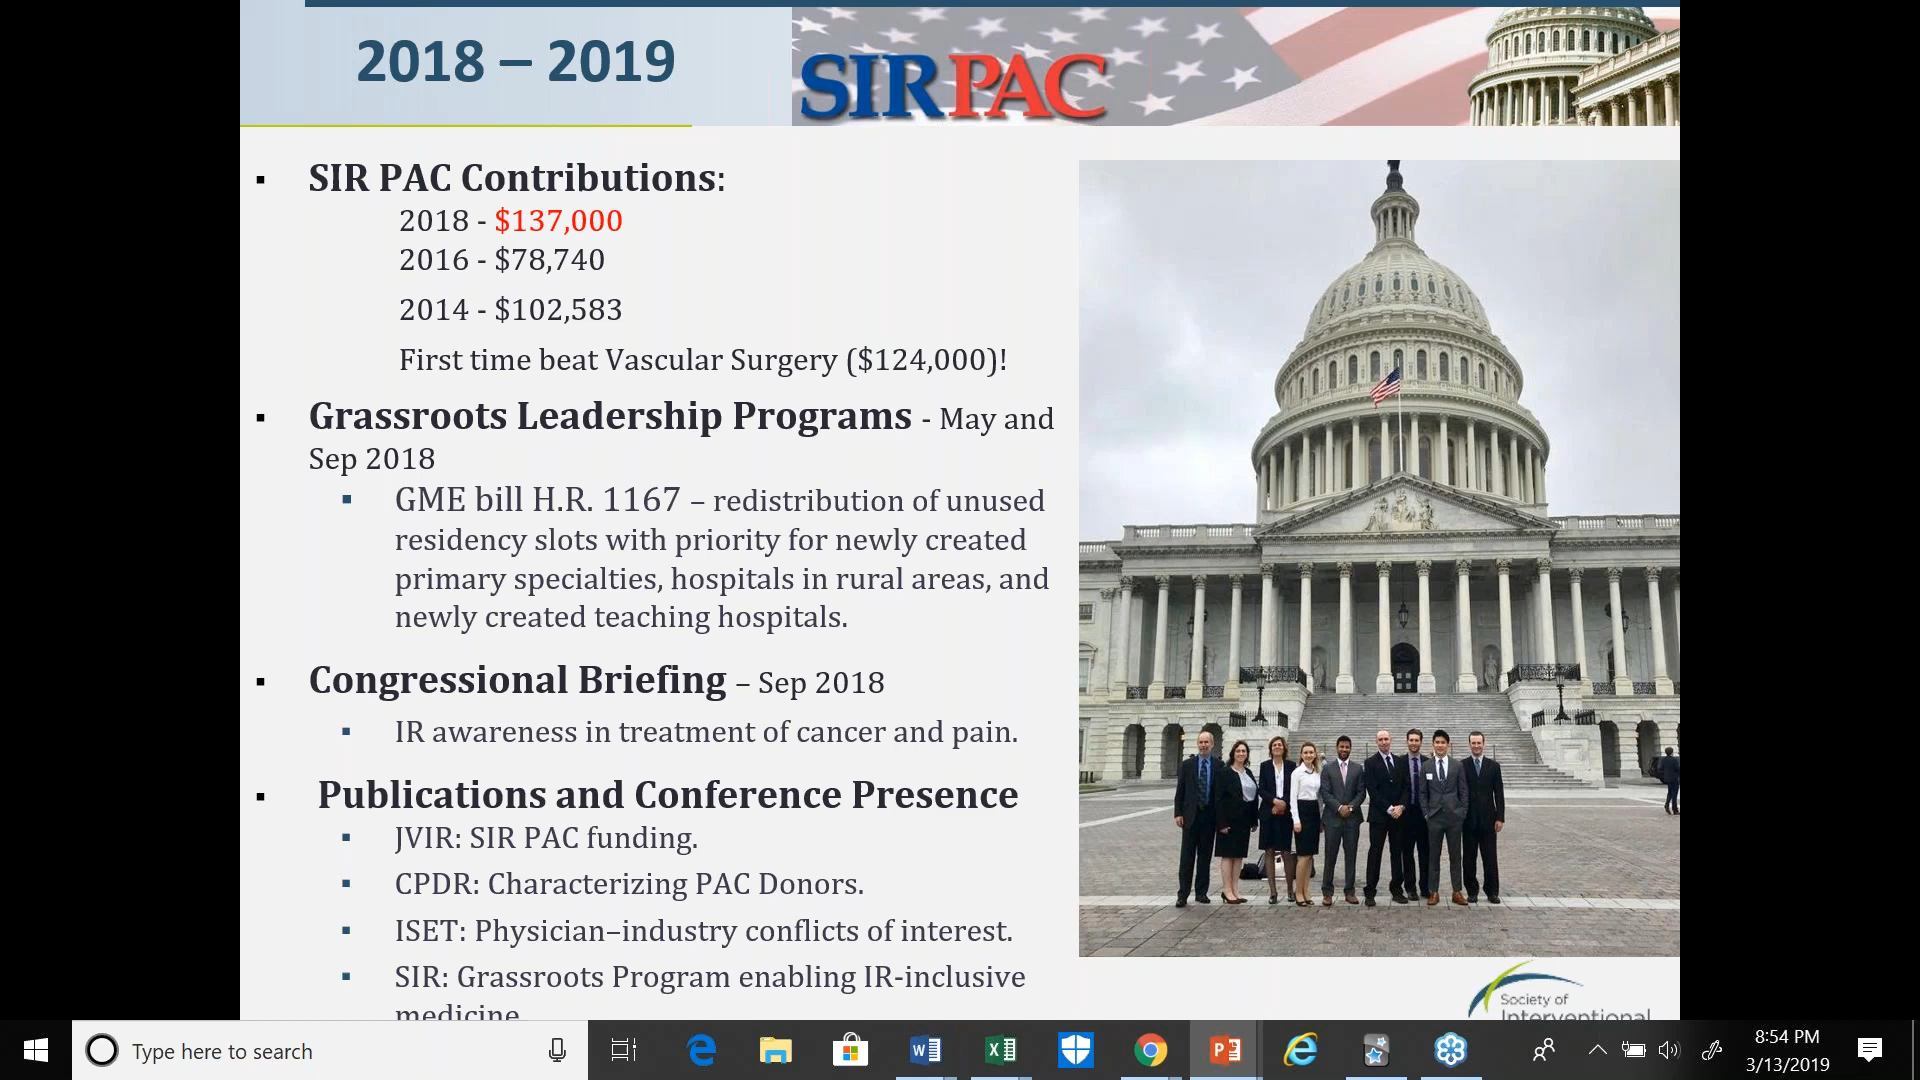 2018 – 2019
SIRPAC
▪ SIR PAC Contributions:
2018 - $137,000
2016 - $78,740
2014 - $102,583
First time beat Vascular Surgery ($124,000)!
▪ Grassroots Leadership Programs - May and
Sep 2018
▪ GME bill H.R. 1167 – redistribution of unused
residency slots with priority for newly created
primary specialties, hospitals in rural areas, and
newly created teaching hospitals.
▪ Congressional Briefing – Sep 2018
▪ IR awareness in treatment of cancer and pain.
▪ Publications and Conference Presence
▪ JVIR: SIR PAC funding.
▪ CPDR: Characterizing PAC Donors.
▪ ISET: Physician–industry conflicts of interest.
▪ SIR: Grassroots Program enabling IR-inclusive
medicine
Society of
Interventional
Type here to search
8:54 PM
3/13/2019